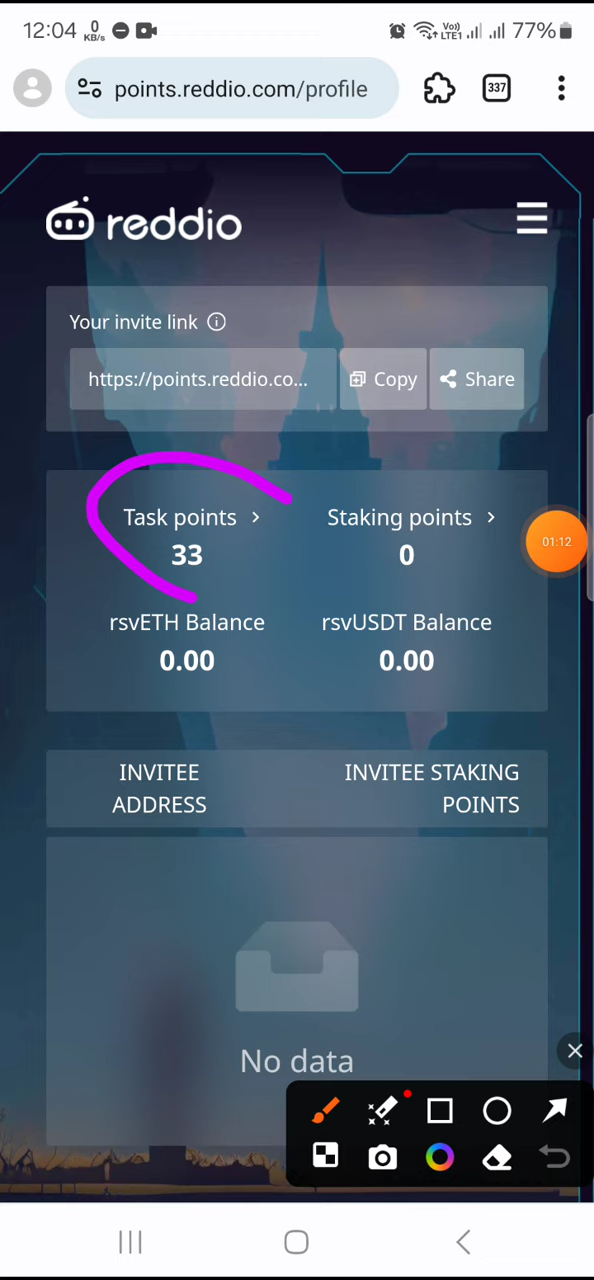 12:04 0 KB/s Vo)) LTE1 77%
points.reddio.com/profile 337
reddio
Your invite link
https://points.reddio.co... Copy Share
Task points > Staking points >
33 0
01:12
rsvETH Balance rsvUSDT Balance
0.00 0.00
INVITEE INVITEE STAKING
ADDRESS POINTS
No data